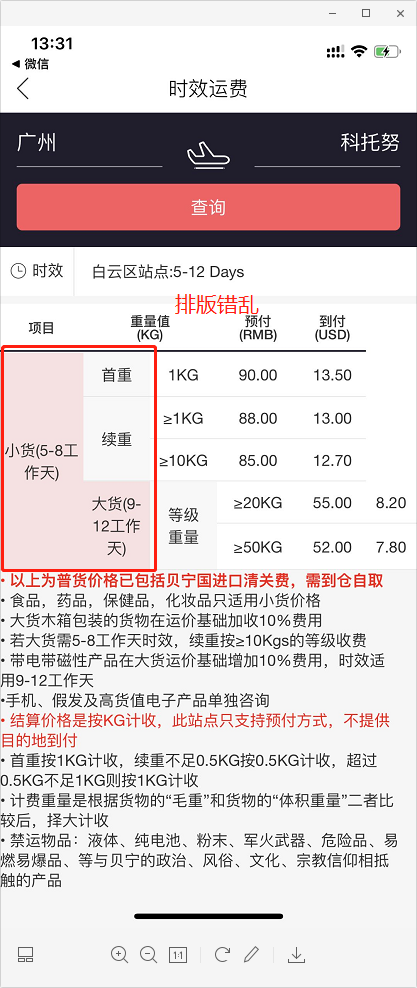 13:31
微信
时效运费
广州 科托努
查询
时效 白云区站点:5-12 Days
排版错乱
项目 重量值 预付 到付
(KG) (RMB) (USD)
首重 1KG 90.00 13.50
小货(5-8工作天)
续重 ≥1KG 88.00 13.00
≥10KG 85.00 12.70
大货(9-12工作天) 等级重量 ≥20KG 55.00 8.20
≥50KG 52.00 7.80
• 以上为普货价格已包括贝宁国进口清关费，需到仓自取
• 食品，药品，保健品，化妆品只适用小货价格
• 大货木箱包装的货物在运价基础加收10%费用
• 若大货需5-8工作天时效，续重按≥10Kgs的等级收费
• 带电带磁性产品在大货运价基础增加10%费用，时效适
用9-12工作天
•手机、假发及高货值电子产品单独咨询
• 结算价格是按KG计收，此站点只支持预付方式，不提供
目的地到付
• 首重按1KG计收，续重不足0.5KG按0.5KG计收，超过
0.5KG不足1KG则按1KG计收
• 计费重量是根据货物的“毛重”和货物的“体积重量”二者比
较后，择大计收
• 禁运物品：液体、纯电池、粉末、军火武器、危险品、易
燃易爆品、等与贝宁的政治、风俗、文化、宗教信仰相抵
触的产品
1:1